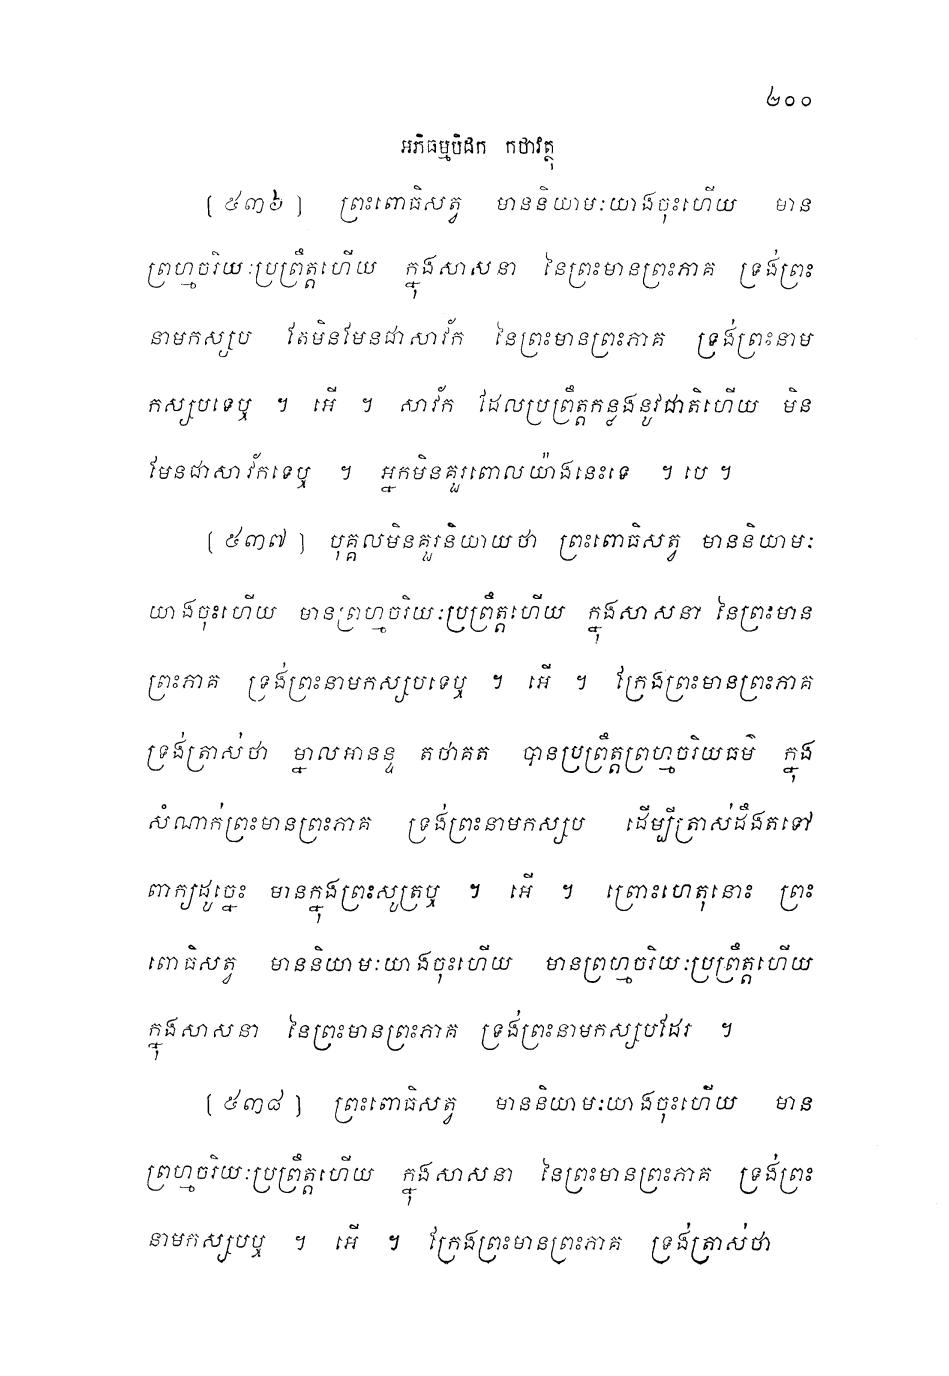 ២០០
អភិធម្មបិដក កថាវត្ថុ
[ ៥៣៦ ] ព្រះពោធិសត្វ មាននិយាមៈយាងចុះហើយ មាន
ព្រហ្មចរិយៈប្រព្រឹត្តហើយ ក្នុងសាសនា នៃព្រះមានព្រះភាគ ទ្រង់ព្រះ
នាមកស្សប តែមិនមែនជាសាវ័ក នៃព្រះមានព្រះភាគ ទ្រង់ព្រះនាម
កស្សបទេឬ ។ អើ ។ សាវ័ក ដែលប្រព្រឹត្តកន្លងនូវជាតិហើយ មិន
មែនជាសាវ័កទេឬ ។ អ្នកមិនគួរពោលយ៉ាងនេះទេ ។ បេ ។
[ ៥៣៧ ] បុគ្គលមិនគួរនិយាយថា ព្រះពោធិសត្វ មាននិយាមៈ
យាងចុះហើយ មានព្រហ្មចរិយៈប្រព្រឹត្តហើយ ក្នុងសាសនា នៃព្រះមាន
ព្រះភាគ ទ្រង់ព្រះនាមកស្សបទេឬ ។ អើ ។ ក្រែងព្រះមានព្រះភាគ
ទ្រង់ត្រាស់ថា ម្នាលអានន្ទ តថាគត បានប្រព្រឹត្តព្រហ្មចរិយធម៌ ក្នុង
សំណាក់ព្រះមានព្រះភាគ ទ្រង់ព្រះនាមកស្សប ដើម្បីត្រាស់ដឹងតទៅ
ពាក្យដូច្នេះ មានក្នុងព្រះសូត្រឬ ។ អើ ។ ព្រោះហេតុនោះ ព្រះ
ពោធិសត្វ មាននិយាមៈយាងចុះហើយ មានព្រហ្មចរិយៈប្រព្រឹត្តហើយ
ក្នុងសាសនា នៃព្រះមានព្រះភាគ ទ្រង់ព្រះនាមកស្សបដែរ ។
[ ៥៣៨ ] ព្រះពោធិសត្វ មាននិយាមៈយាងចុះហើយ មាន
ព្រហ្មចរិយៈប្រព្រឹត្តហើយ ក្នុងសាសនា នៃព្រះមានព្រះភាគ ទ្រង់ព្រះ
នាមកស្សបឬ ។ អើ ។ ក្រែងព្រះមានព្រះភាគ ទ្រង់ត្រាស់ថា